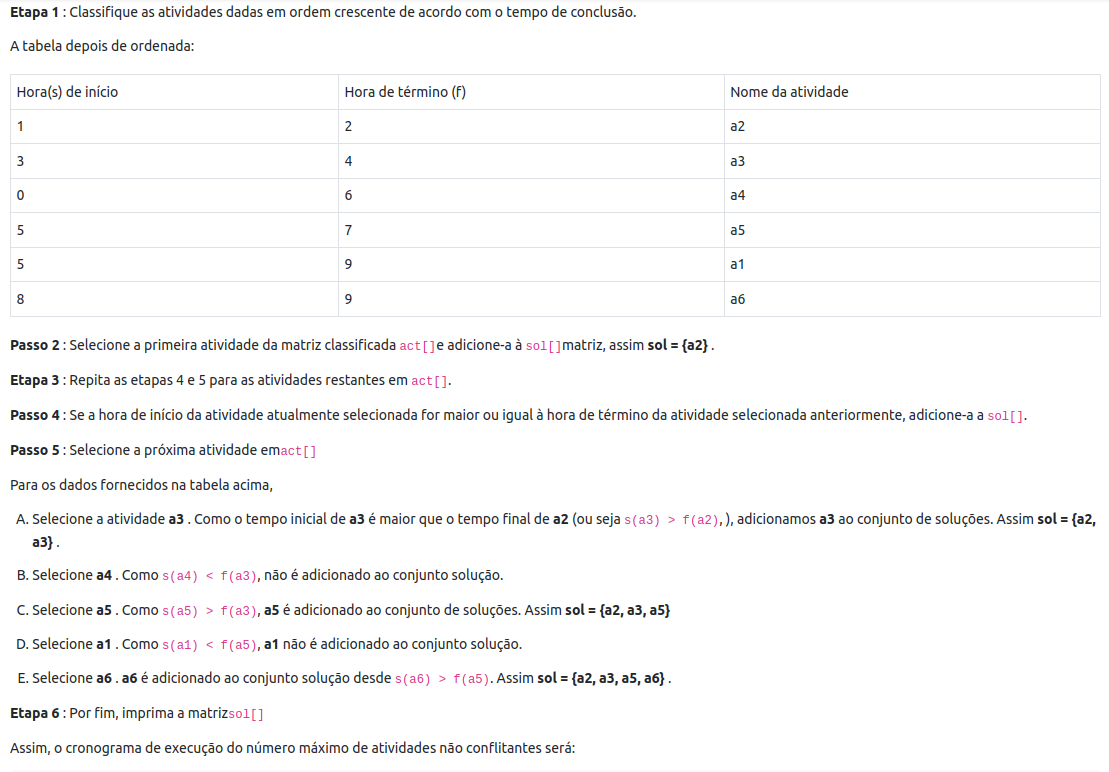 Etapa 1 : Classifique as atividades dadas em ordem crescente de acordo com o tempo de conclusão.
A tabela depois de ordenada:
Hora(s) de início Hora de término (f) Nome da atividade
1 2 a2
3 4 a3
0 6 a4
5 7 a5
5 9 a1
8 9 a6
Passo 2 : Selecione a primeira atividade da matriz classificada act[]e adicione-a à sol[]matriz, assim sol = {a2} .
Etapa 3 : Repita as etapas 4 e 5 para as atividades restantes em act[].
Passo 4 : Se a hora de início da atividade atualmente selecionada for maior ou igual à hora de término da atividade selecionada anteriormente, adicione-a a sol[].
Passo 5 : Selecione a próxima atividade emact[]
Para os dados fornecidos na tabela acima,
A. Selecione a atividade a3 . Como o tempo inicial de a3 é maior que o tempo final de a2 (ou seja s(a3) > f(a2),), adicionamos a3 ao conjunto de soluções. Assim sol = {a2,
a3} .
B. Selecione a4 . Como s(a4) < f(a3), não é adicionado ao conjunto solução.
C. Selecione a5 . Como s(a5) > f(a3), a5 é adicionado ao conjunto de soluções. Assim sol = {a2, a3, a5}
D. Selecione a1 . Como s(a1) < f(a5), a1 não é adicionado ao conjunto solução.
E. Selecione a6 . a6 é adicionado ao conjunto solução desde s(a6) > f(a5). Assim sol = {a2, a3, a5, a6} .
Etapa 6 : Por fim, imprima a matrizsol[]
Assim, o cronograma de execução do número máximo de atividades não conflitantes será: